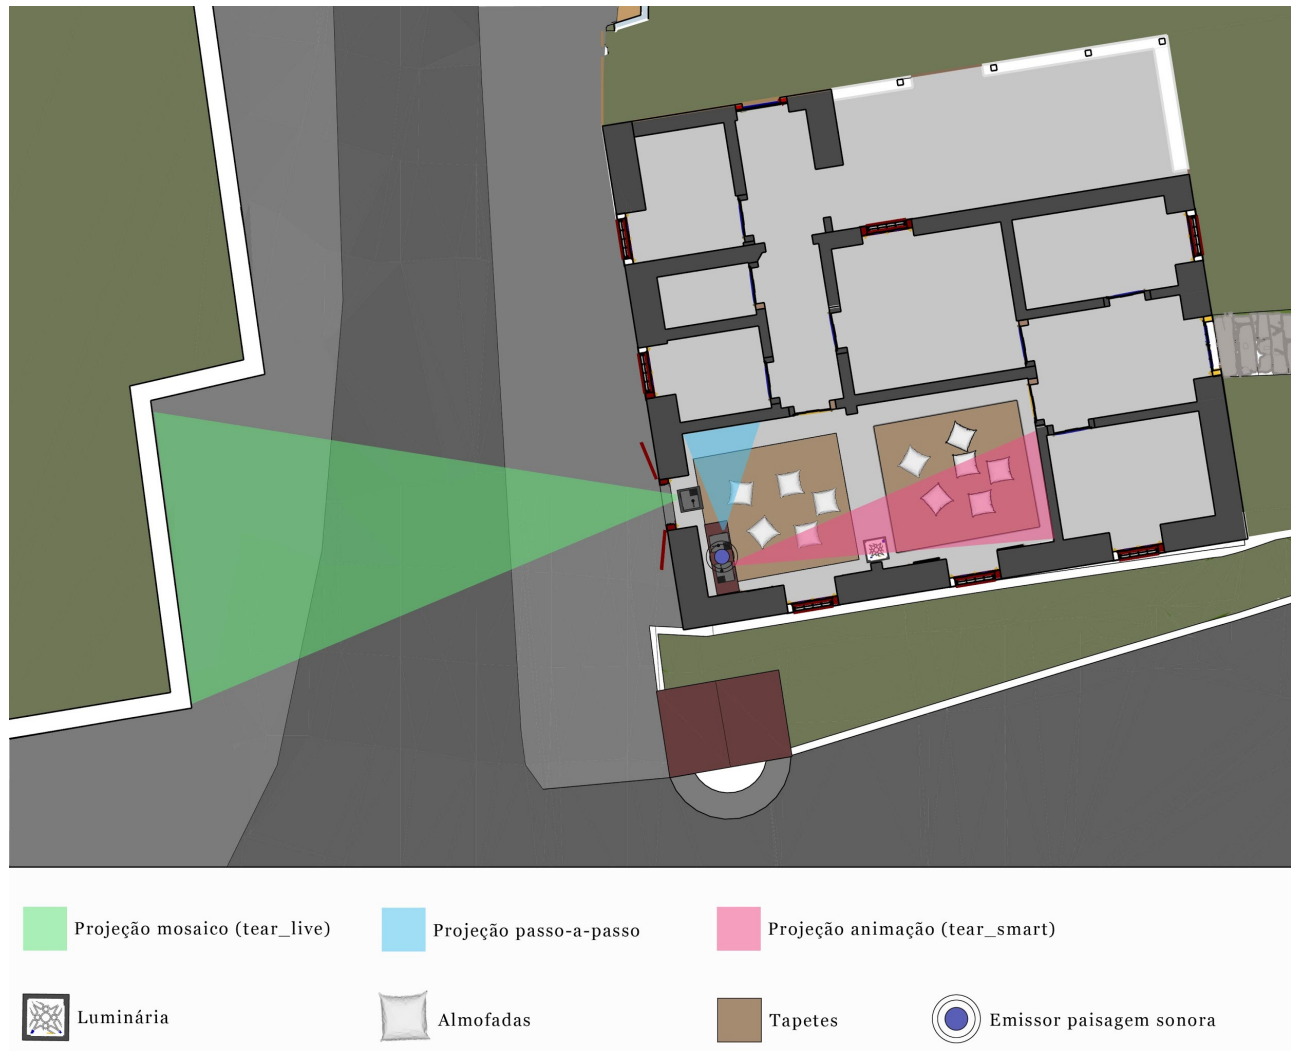 Projeção mosaico (tear_live)
Projeção passo-a-passo
Projeção animação (tear_smart)
Luminária
Almofadas
Tapetes
Emissor paisagem sonora